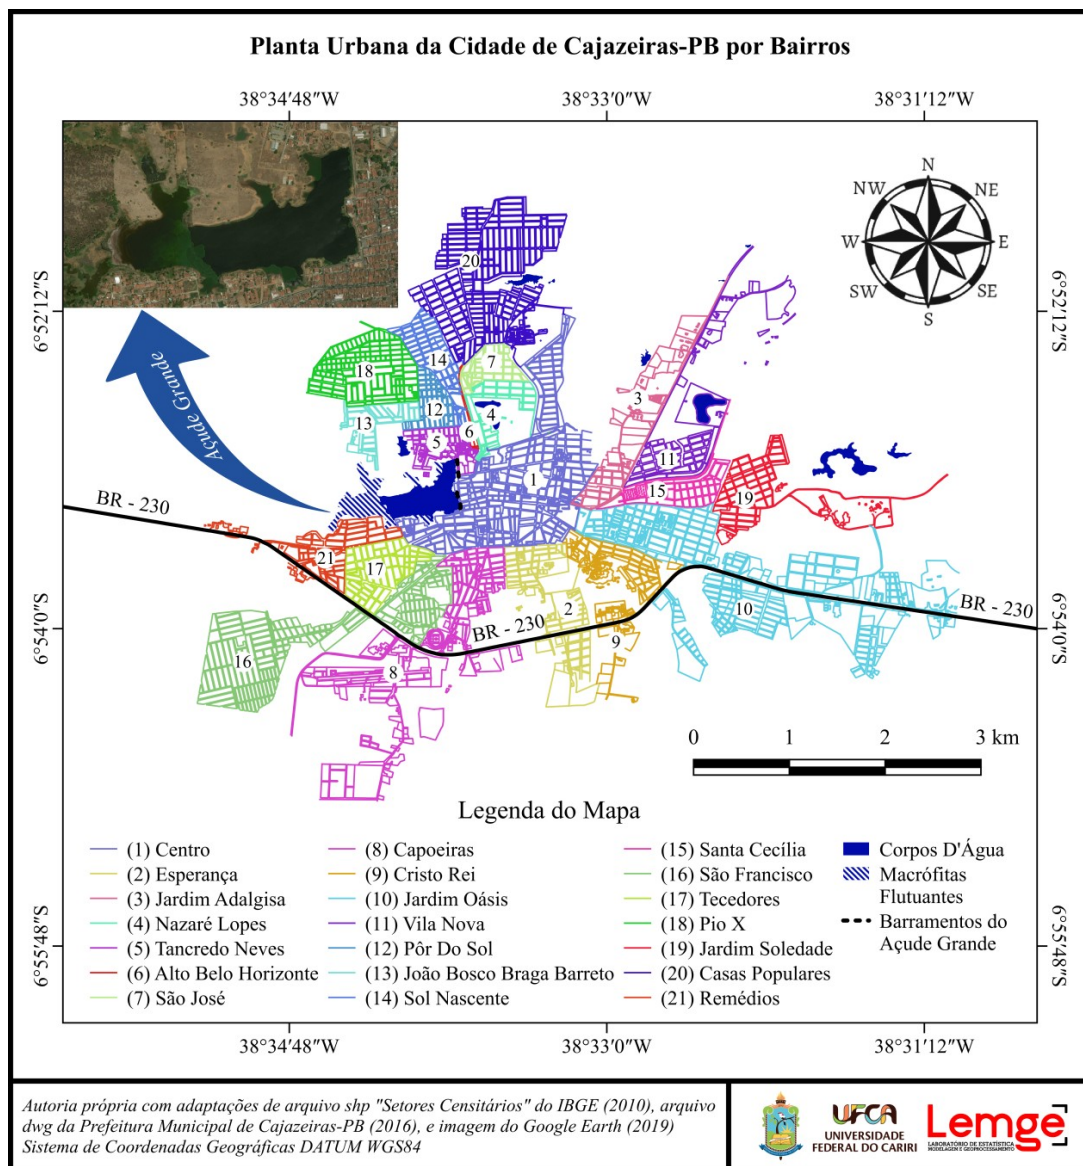 Planta Urbana da Cidade de Cajazeiras-PB por Bairros
38°34'48"W
38°33'0"W
38°31'12"W
N
NW
NE
W
E
SW
SE
S
6°52'12"S
6°52'12"S
Açude Grande
20
14
7
18
12
4
13
6
5
3
11
1
15
19
BR - 230
21
17
2
10
BR - 230
BR - 230
9
16
8
6°54'0"S
6°54'0"S
0 1 2 3 km
Legenda do Mapa
(1) Centro
(2) Esperança
(3) Jardim Adalgisa
(4) Nazaré Lopes
(5) Tancredo Neves
(6) Alto Belo Horizonte
(7) São José
(8) Capoeiras
(9) Cristo Rei
(10) Jardim Oásis
(11) Vila Nova
(12) Pôr Do Sol
(13) João Bosco Braga Barreto
(14) Sol Nascente
(15) Santa Cecília
(16) São Francisco
(17) Tecedores
(18) Pio X
(19) Jardim Soledade
(20) Casas Populares
(21) Remédios
Corpos D'Água
Macrófitas
Flutuantes
Barramentos do
Açude Grande
6°55'48"S
6°55'48"S
38°34'48"W
38°33'0"W
38°31'12"W
Autoria própria com adaptações de arquivo shp "Setores Censitários" do IBGE (2010), arquivo
dwg da Prefeitura Municipal de Cajazeiras-PB (2016), e imagem do Google Earth (2019)
Sistema de Coordenadas Geográficas DATUM WGS84
UFCA
UNIVERSIDADE
FEDERAL DO CARIRI
Lemge
LABORATÓRIO DE ESTATÍSTICA
MODELAGEM E GEOPROCESSAMENTO